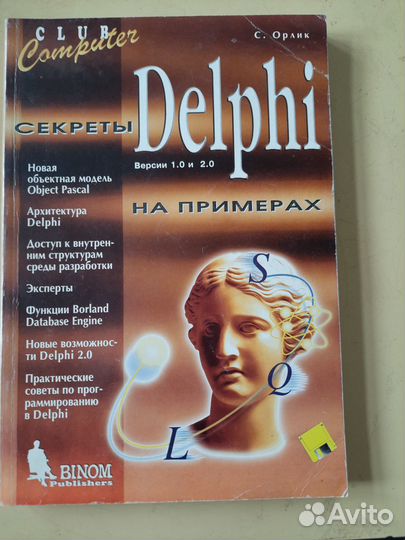 CLUB
Computer
С. Орлик
СЕКРЕТЫ
Delphi
Версии 1.0 и 2.0
НА ПРИМЕРАХ
Новая
объектная модель
Object Pascal
Архитектура
Delphi
Доступ к внутрен-
ним структурам
среды разработки
Эксперты
Функции Borland
Database Engine
Новые возможнос-
ти Delphi 2.0
Практические
советы по прог-
раммированию
в Delphi
S
Q
L
BINOM
Publishers
Avito